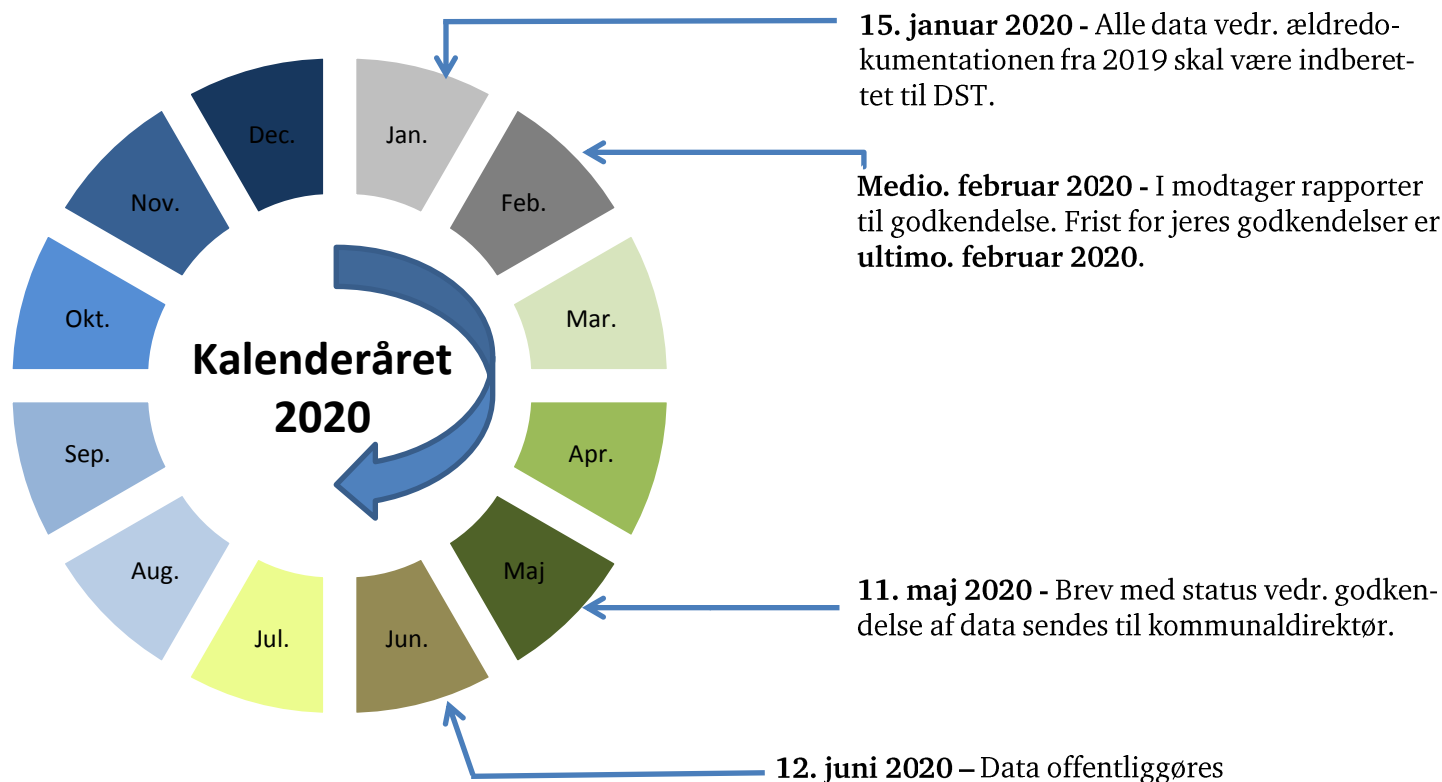 15. januar 2020 - Alle data vedr. ældredo-
kumentationen fra 2019 skal være indberet-
tet til DST.
Dec.
Jan.
Nov.
Feb.
Medio. februar 2020 - I modtager rapporter
til godkendelse. Frist for jeres godkendelser er
ultimo. februar 2020.
Okt.
Mar.
Kalenderåret
2020
Sep.
Apr.
Aug.
Maj
11. maj 2020 - Brev med status vedr. godken-
delse af data sendes til kommunaldirektør.
Jul.
Jun.
12. juni 2020 – Data offentliggøres